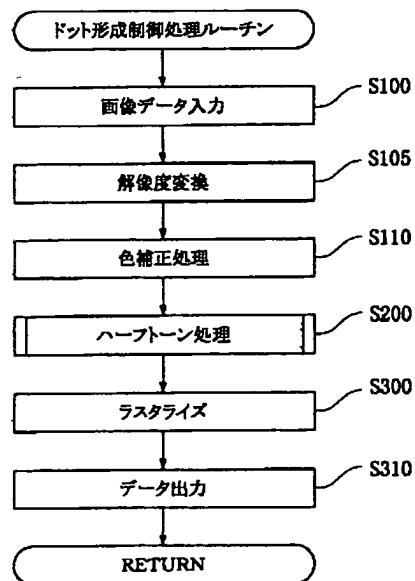 ドット形成制御処理ルーチン
画像データ入力
S100
解像度変換
S105
色補正処理
S110
ハーフトーン処理
S200
ラスタライズ
S300
データ出力
S310
RETURN